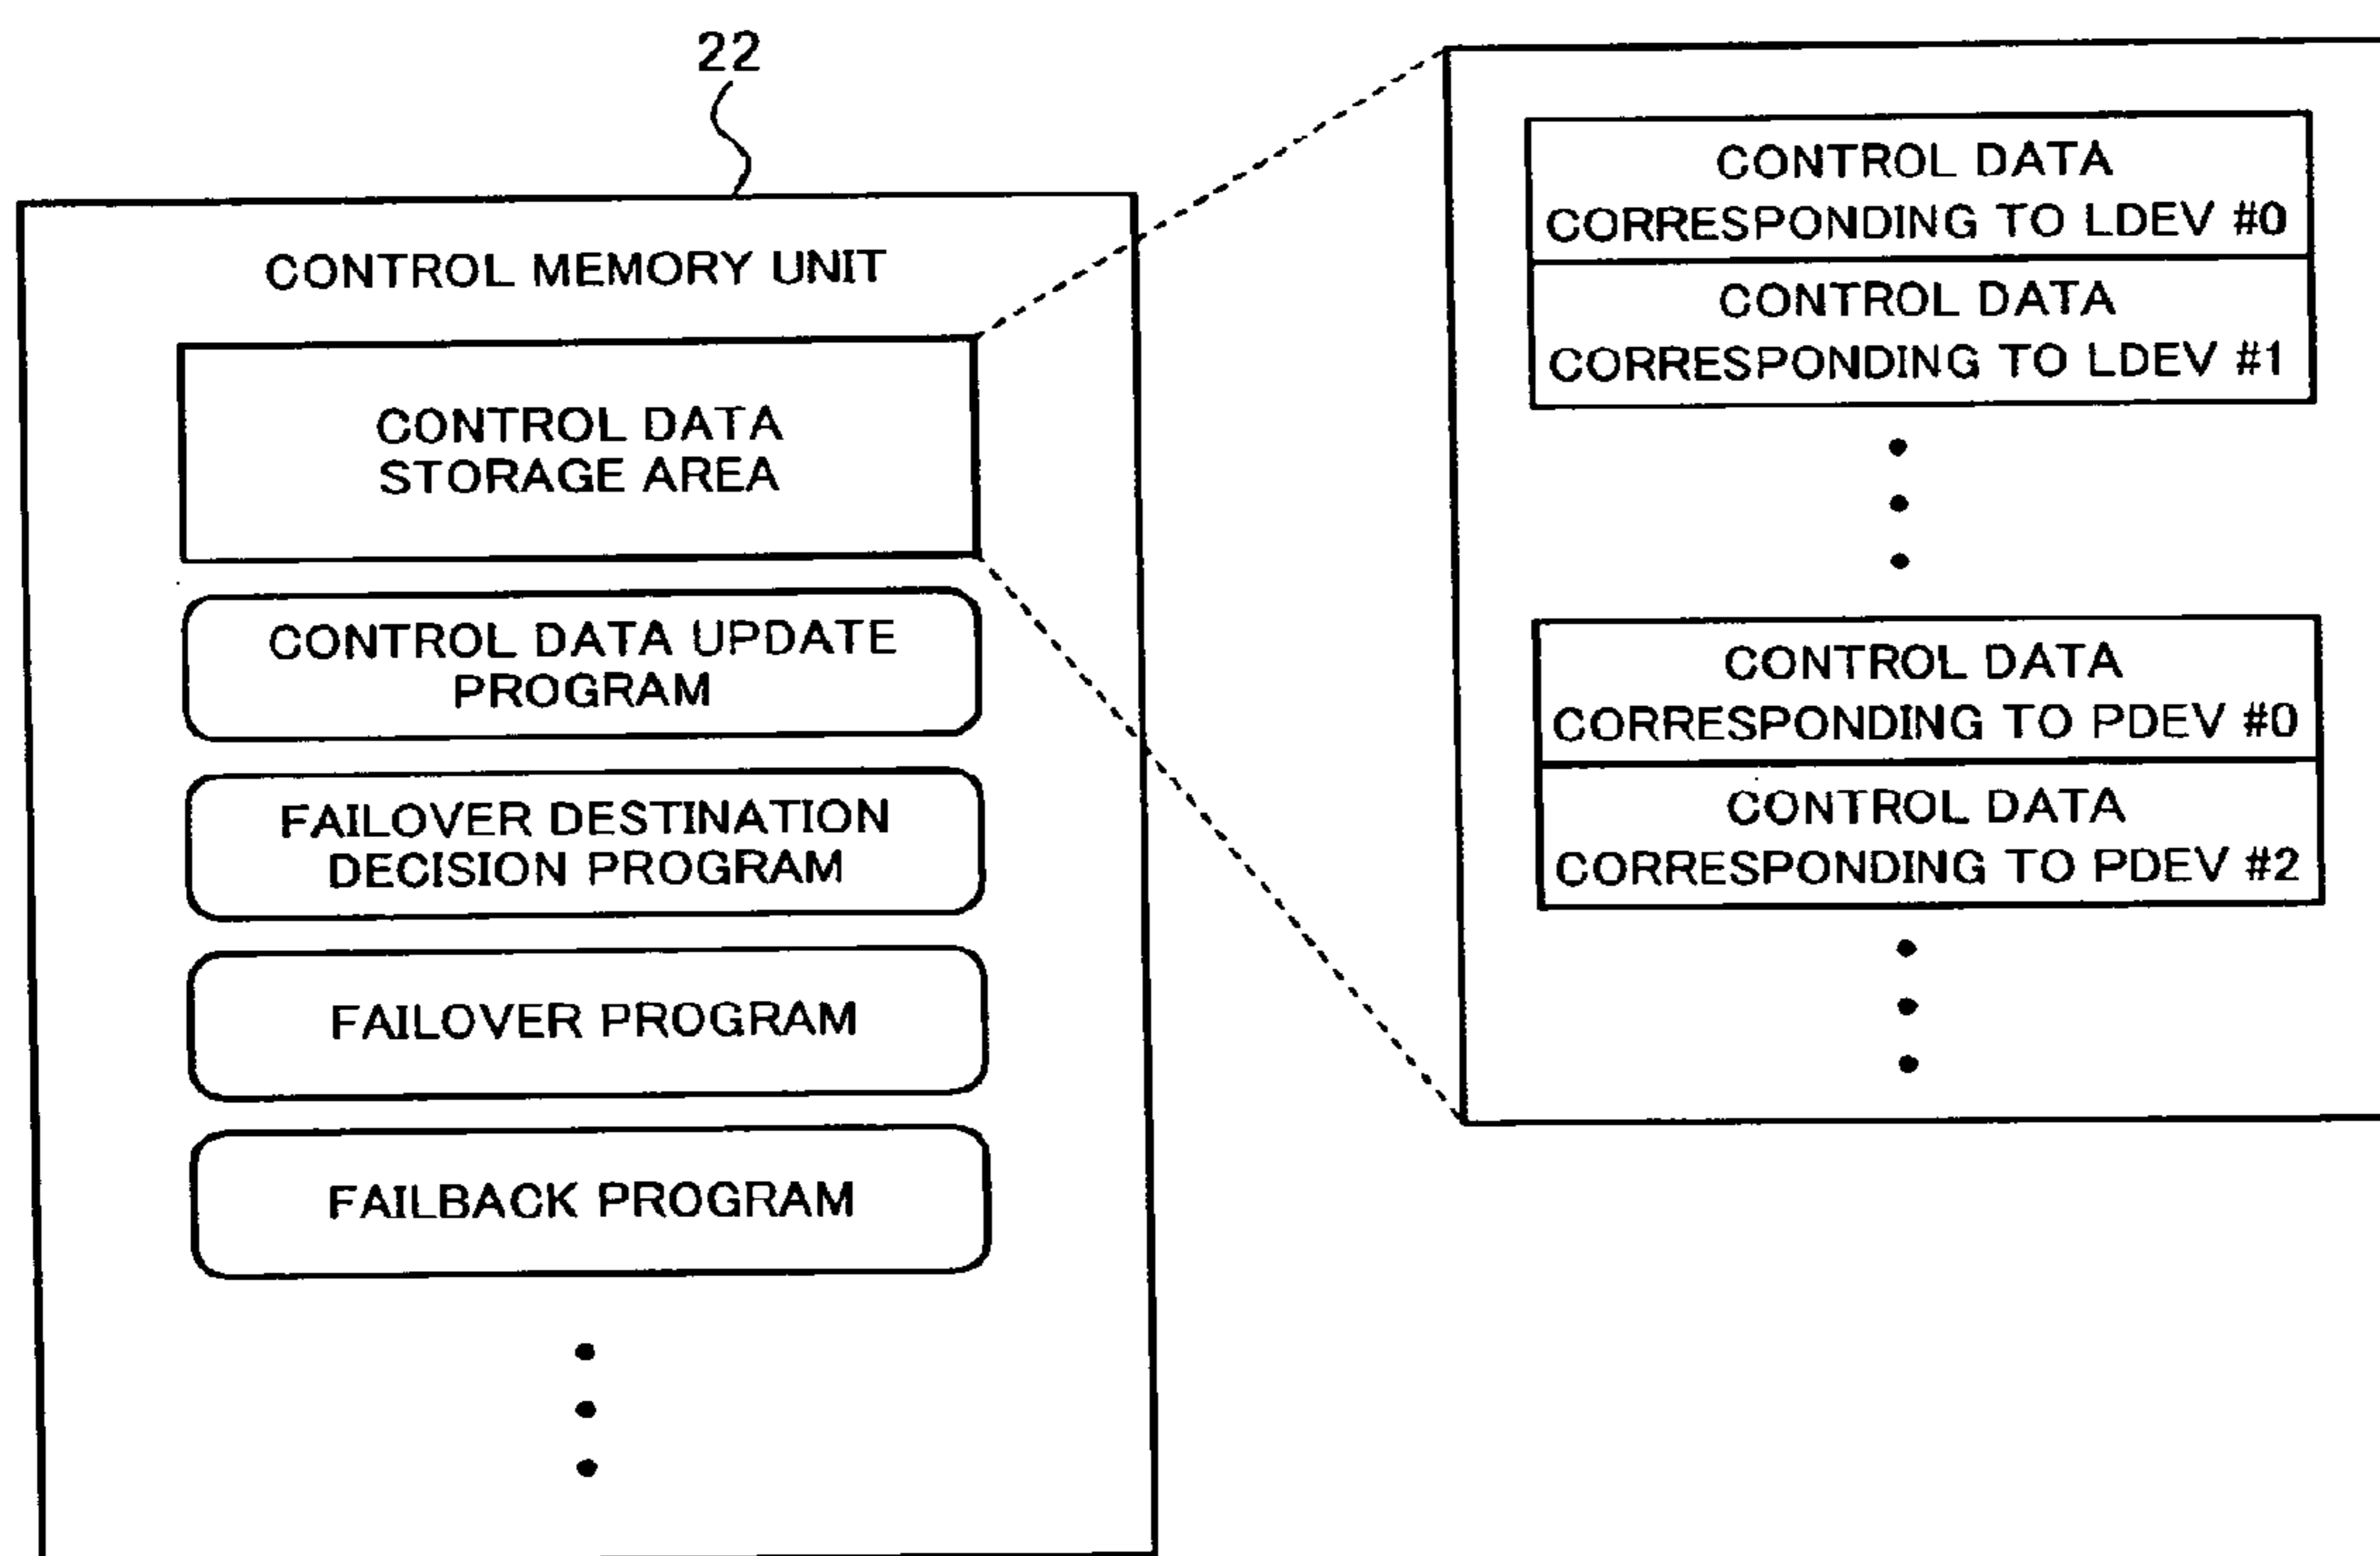 22
CONTROL MEMORY UNIT
CONTROL DATA
STORAGE AREA
CONTROL DATA UPDATE
PROGRAM
FAILOVER DESTINATION
DECISION PROGRAM
FAILOVER PROGRAM
FAILBACK PROGRAM
CONTROL DATA
CORRESPONDING TO LDEV #0
CONTROL DATA
CORRESPONDING TO LDEV #1
CONTROL DATA
CORRESPONDING TO PDEV #0
CONTROL DATA
CORRESPONDING TO PDEV #2